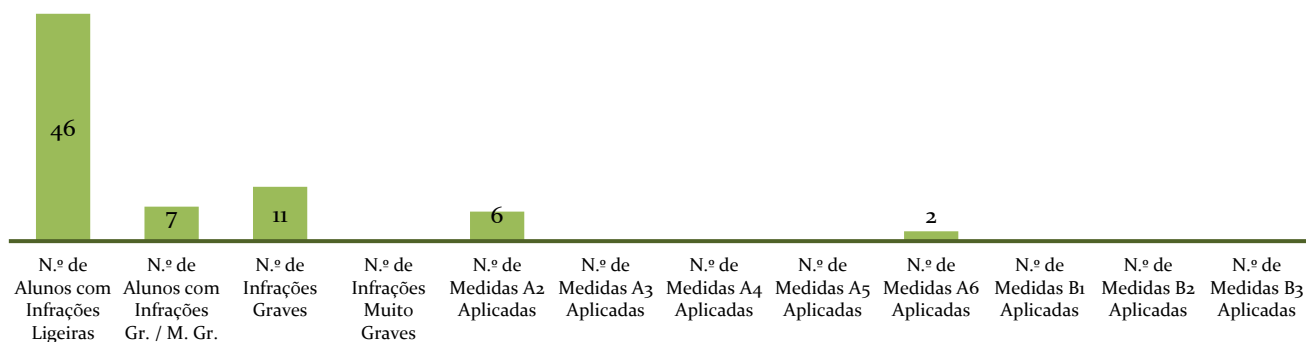 46
7
11
6
2
N.º de
Alunos com
Infrações
Ligeiras
N.º de
Alunos com
Infrações
Gr. / M. Gr.
N.º de
Infrações
Graves
N.º de
Infrações
Muito
Graves
N.º de
Medidas A2
Aplicadas
N.º de
Medidas A3
Aplicadas
N.º de
Medidas A4
Aplicadas
N.º de
Medidas A5
Aplicadas
N.º de
Medidas A6
Aplicadas
N.º de
Medidas B1
Aplicadas
N.º de
Medidas B2
Aplicadas
N.º de
Medidas B3
Aplicadas